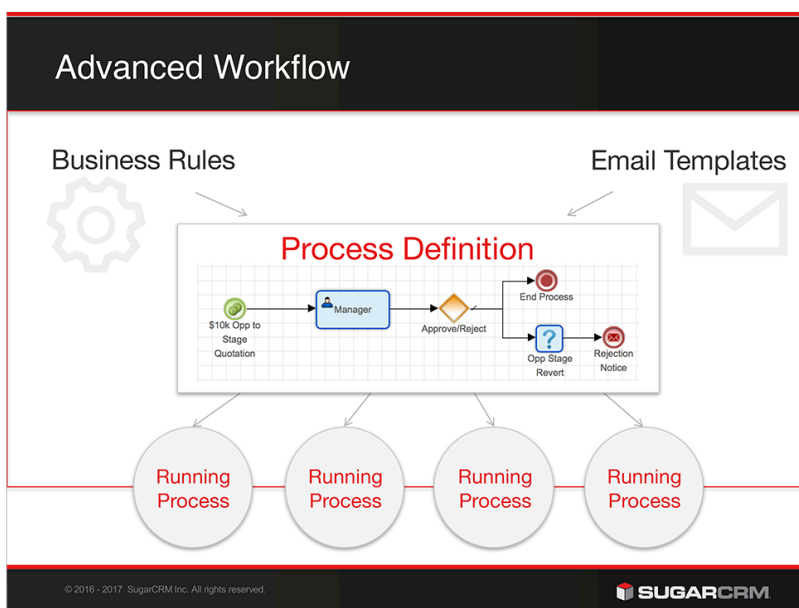 Advanced Workflow
Business Rules
Email Templates
Process Definition
$10k Opp to
Stage
Quotation
Manager
Approve/Reject
End Process
Opp Stage
Revert
Rejection
Notice
Running
Process
Running
Process
Running
Process
Running
Process
© 2016 - 2017 SugarCRM Inc. All rights reserved.
SUGARCRM